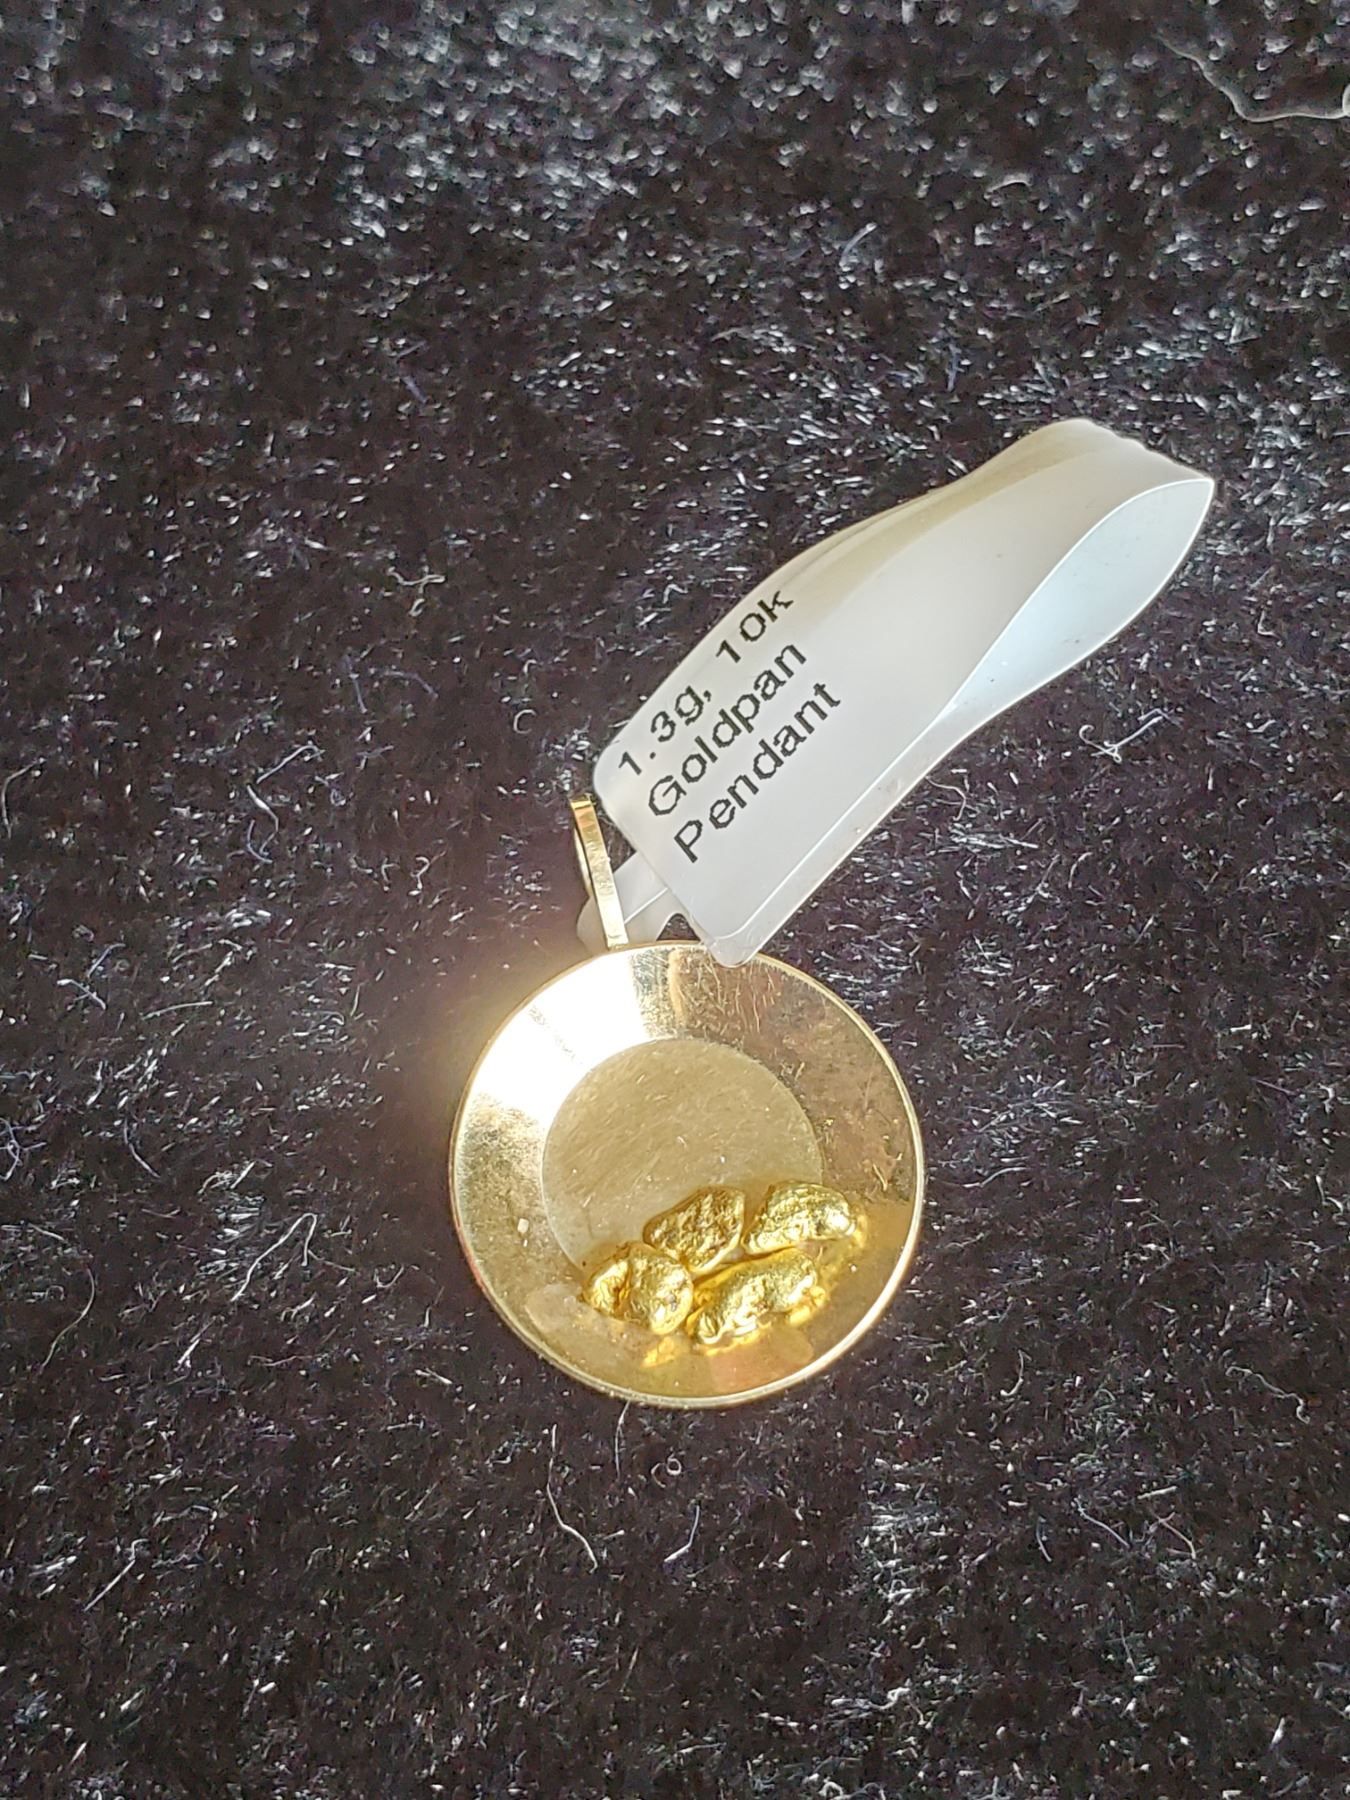 1.3g, 10k
Goldpan
Pendant